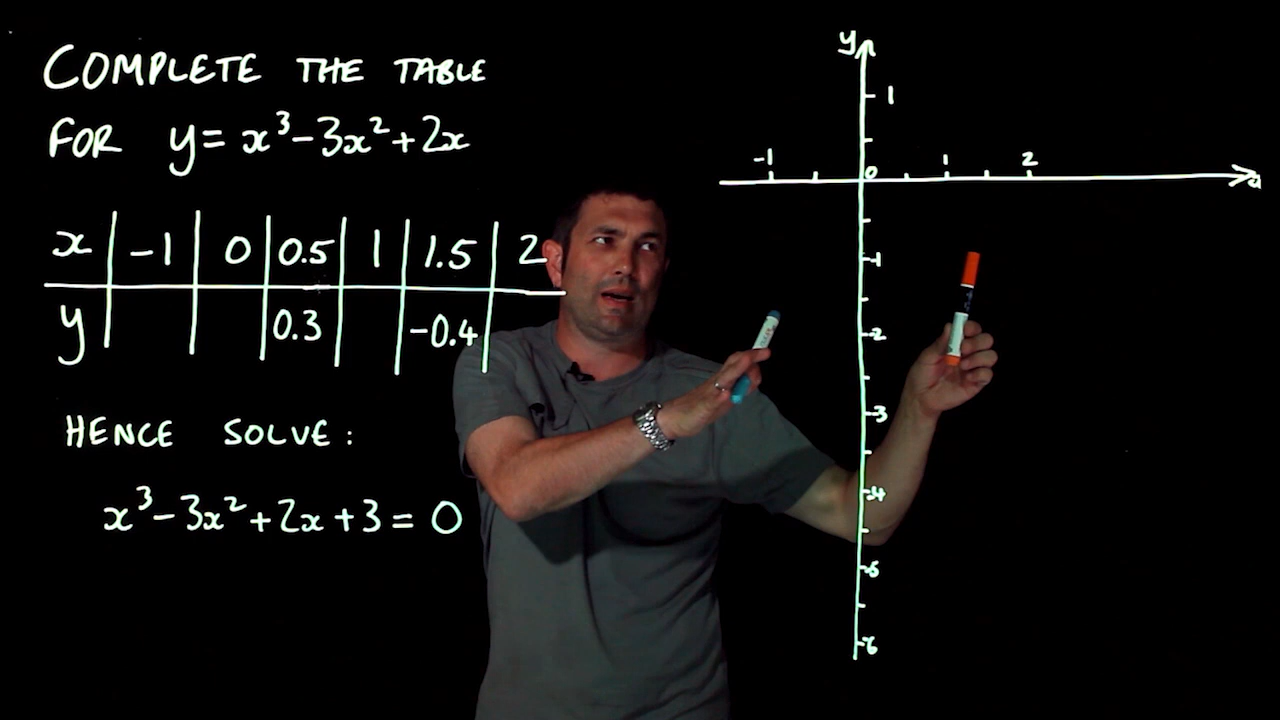 COMPLETE THE TABLE
FOR y = x³ - 3x² + 2x
x | -1 | 0 | 0.5 | 1 | 1.5 | 2
y | | | 0.3 | | -0.4 |
HENCE SOLVE:
x³ - 3x² + 2x + 3 = 0
y
1
-1 0 1 2
-1
-2
-3
-4
-5
-6